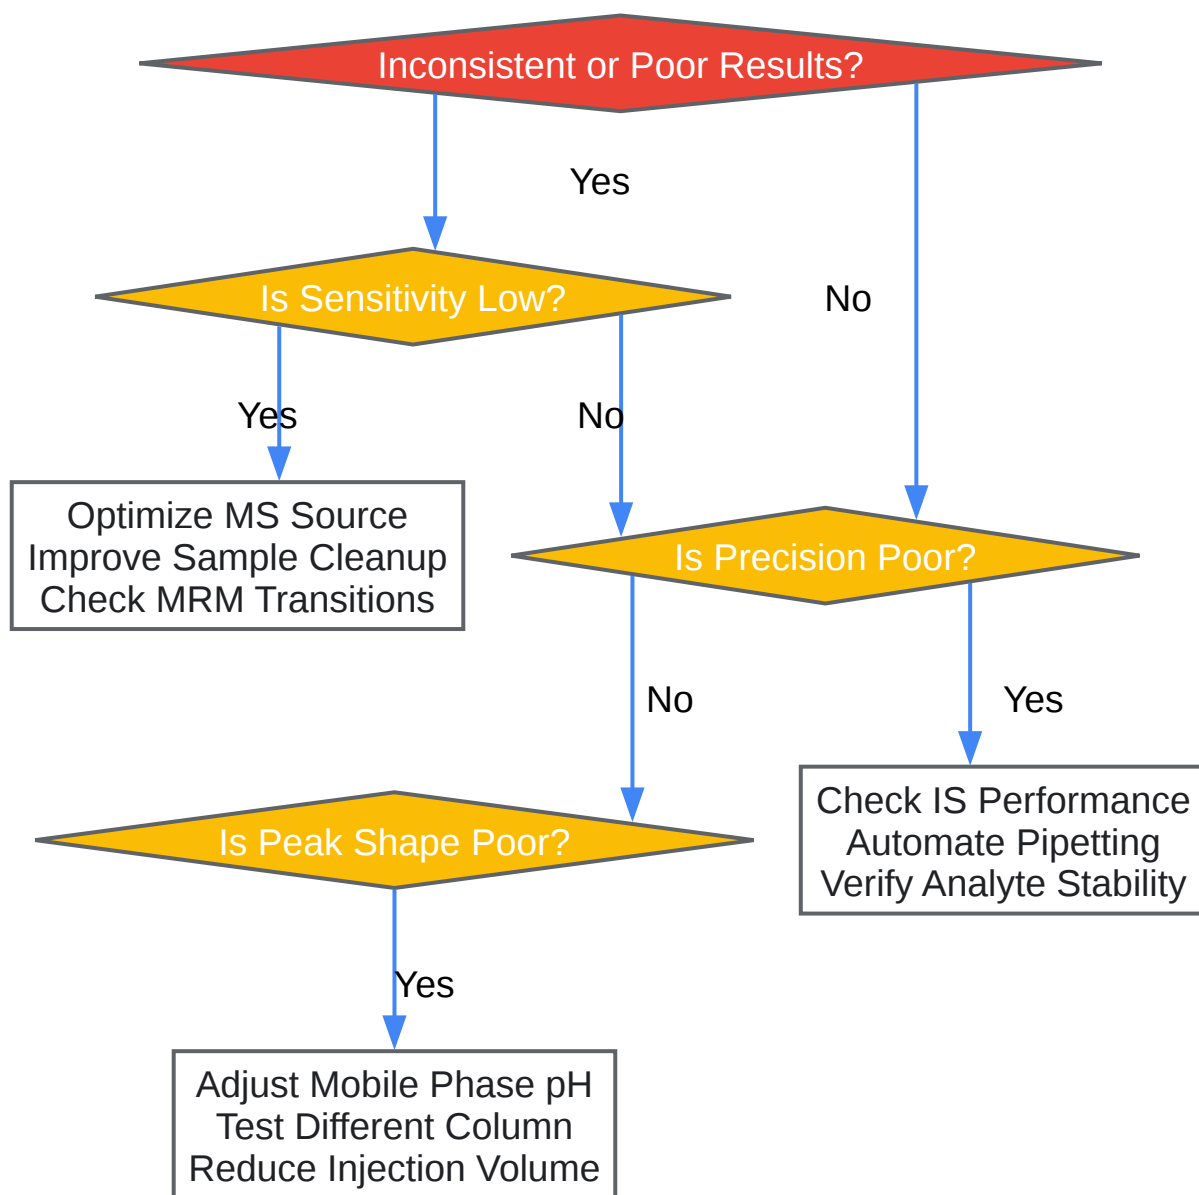 Inconsistent or Poor Results?
Yes
Is Sensitivity Low?
No
Yes
No
Optimize MS Source
Improve Sample Cleanup
Check MRM Transitions
Is Precision Poor?
No
Yes
Check IS Performance
Automate Pipetting
Verify Analyte Stability
Is Peak Shape Poor?
Yes
Adjust Mobile Phase pH
Test Different Column
Reduce Injection Volume